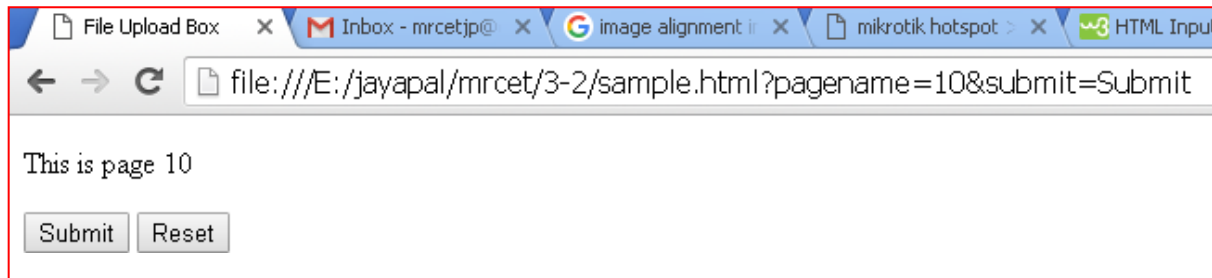 File Upload Box Inbox - mrcetjp@ image alignment in mikrotik hotspot > HTML Input
file:///E:/jayapal/mrcet/3-2/sample.html?pagename=10&submit=Submit
This is page 10
Submit Reset